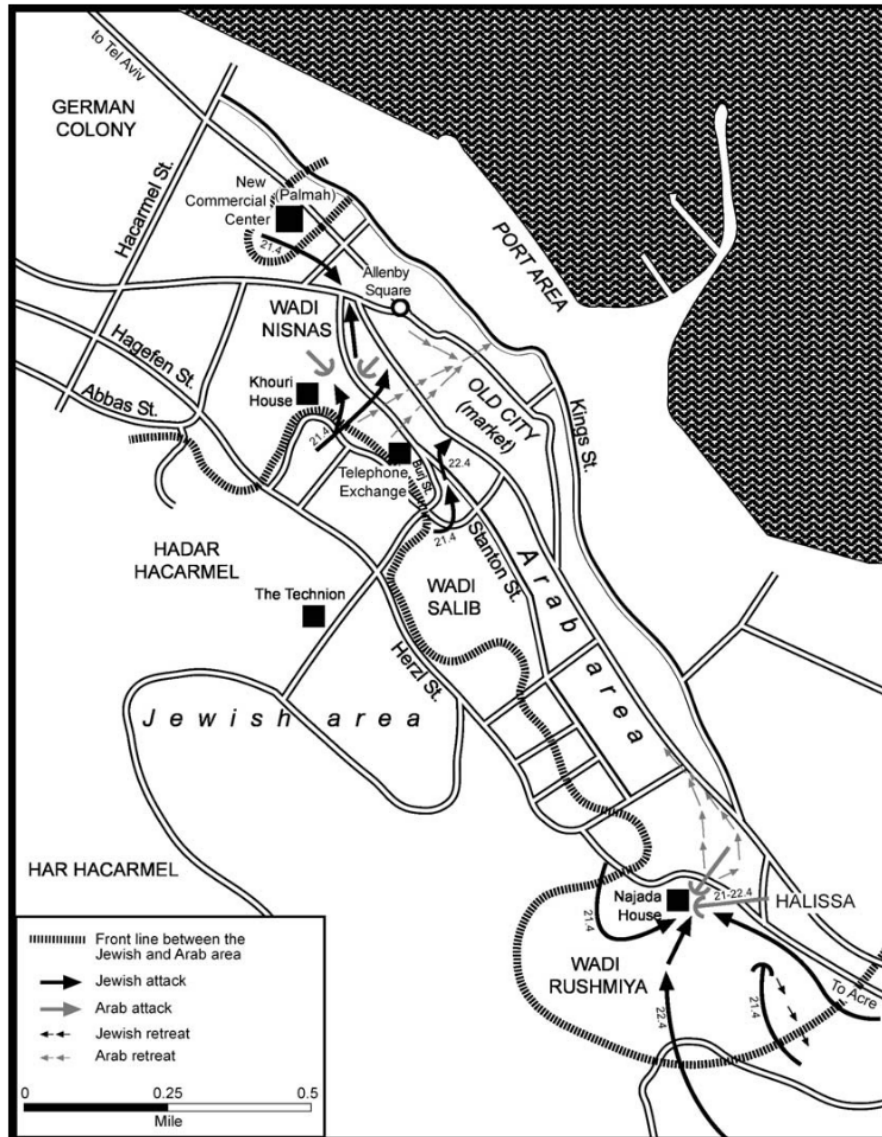 to Tel Aviv
GERMAN
COLONY
Hacarmel St.
New
Commercial
Center
(Palmah)
21.4
PORT AREA
Allenby
Square
WADI
NISNAS
Hagefen St.
Abbas St.
Khouri
House
21.4
OLD CITY
(market)
Kings St.
Telephone
Exchange
Burj St.
22.4
21.4
Stanton St.
HADAR
HACARMEL
WADI
SALIB
Arab area
The Technion
Herzl St.
Jewish area
HAR HACARMEL
Najada
House
21-22.4
HALISSA
21.4
WADI
RUSHMIYA
To Acre
22.4
21.4
Front line between the
Jewish and Arab area
Jewish attack
Arab attack
Jewish retreat
Arab retreat
0 0.25 0.5
Mile